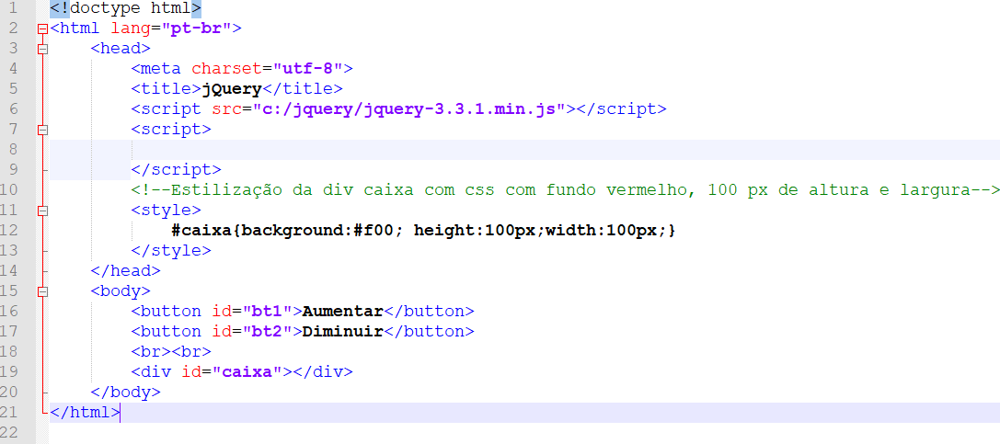 1 <!doctype html>
2 <html lang="pt-br">
3 <head>
4 <meta charset="utf-8">
5 <title>jQuery</title>
6 <script src="c:/jquery/jquery-3.3.1.min.js"></script>
7 <script>
8
9 </script>
10 <!--Estilização da div caixa com css com fundo vermelho, 100 px de altura e largura-->
11 <style>
12 #caixa{background:#f00; height:100px;width:100px;}
13 </style>
14 </head>
15 <body>
16 <button id="bt1">Aumentar</button>
17 <button id="bt2">Diminuir</button>
18 <br><br>
19 <div id="caixa"></div>
20 </body>
21 </html>
22